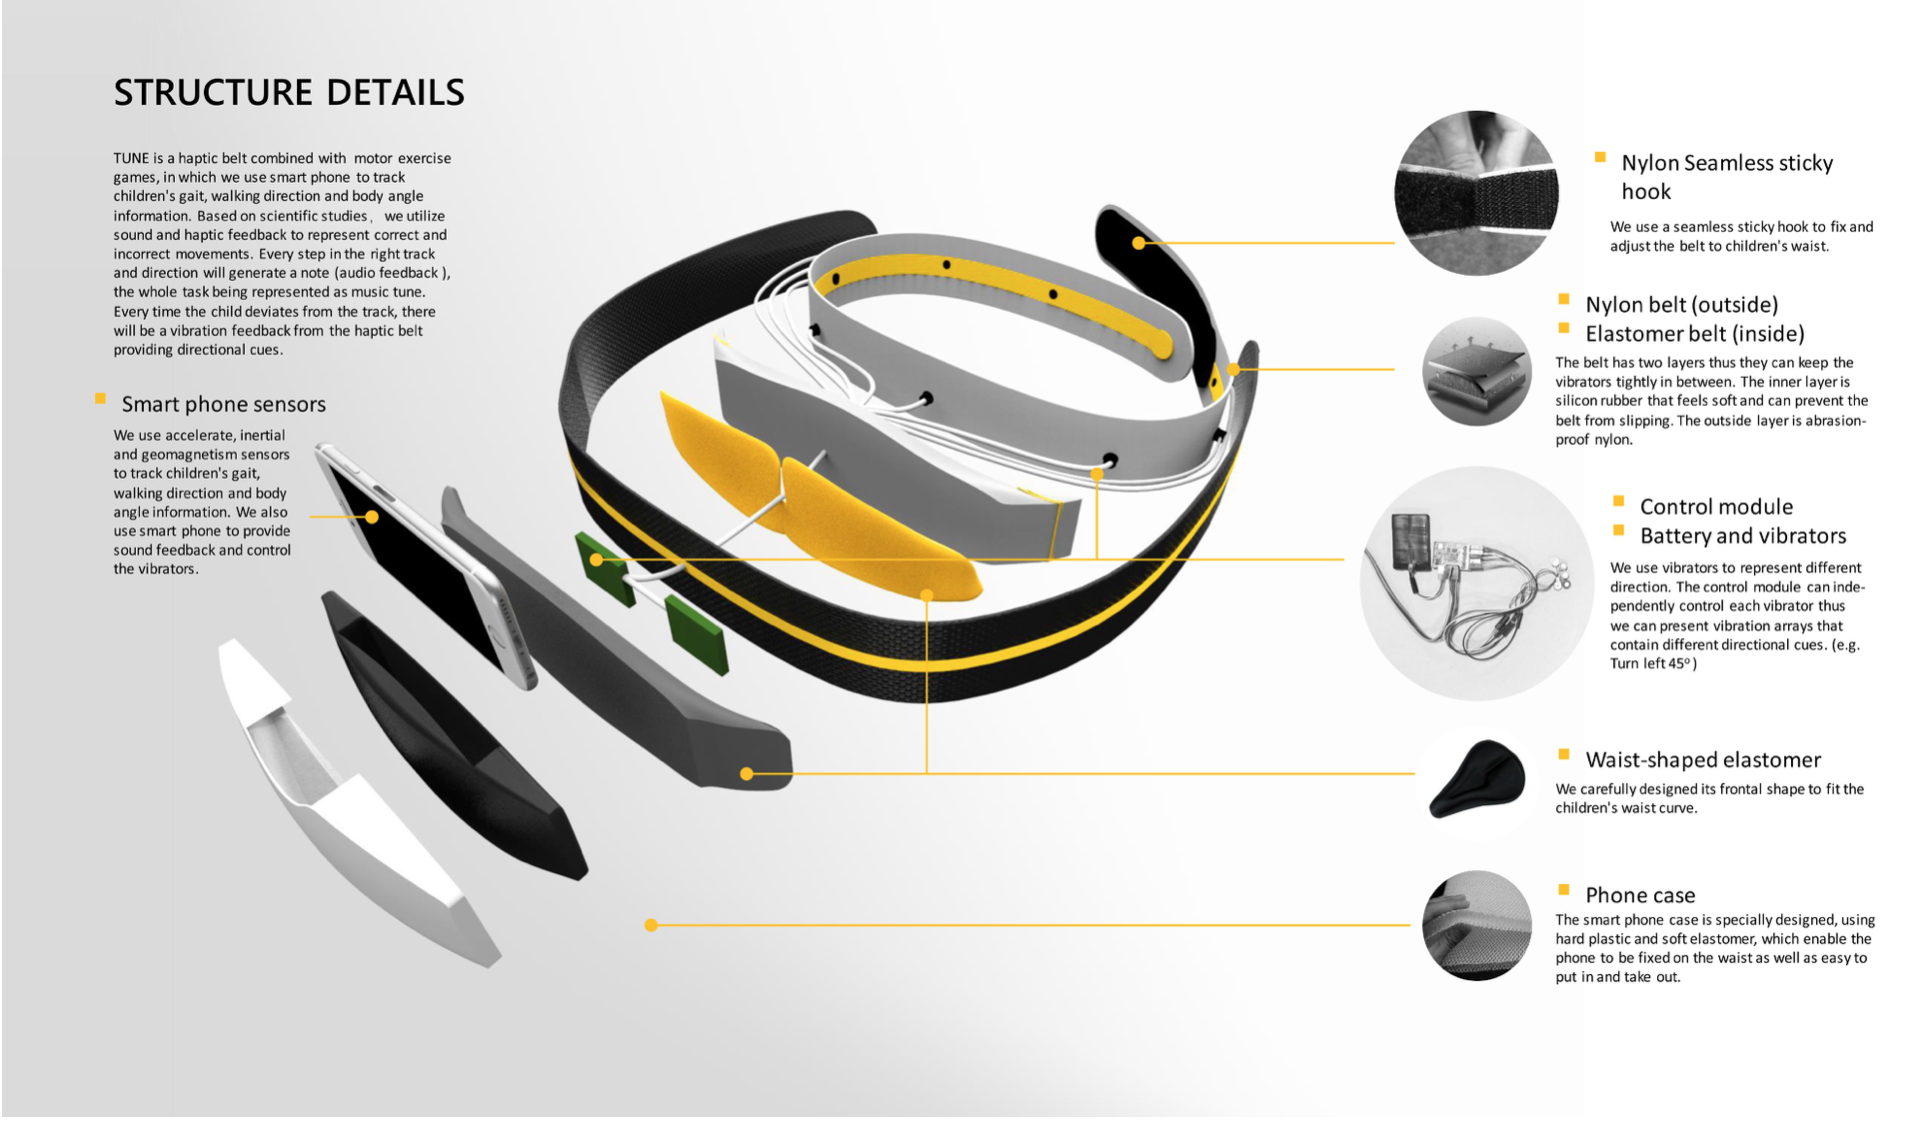 STRUCTURE DETAILS
TUNE is a haptic belt combined with motor exercise
games, in which we use smart phone to track
children's gait, walking direction and body angle
information. Based on scientific studies, we utilize
sound and haptic feedback to represent correct and
incorrect movements. Every step in the right track
and direction will generate a note (audio feedback ),
the whole task being represented as music tune.
Every time the child deviates from the track, there
will be a vibration feedback from the haptic belt
providing directional cues.
Smart phone sensors
We use accelerate, inertial
and geomagnetism sensors
to track children's gait,
walking direction and body
angle information. We also
use smart phone to provide
sound feedback and control
the vibrators.
Nylon Seamless sticky
hook
We use a seamless sticky hook to fix and
adjust the belt to children's waist.
Nylon belt (outside)
Elastomer belt (inside)
The belt has two layers thus they can keep the
vibrators tightly in between. The inner layer is
silicon rubber that feels soft and can prevent the
belt from slipping. The outside layer is abrasion-
proof nylon.
Control module
Battery and vibrators
We use vibrators to represent different
direction. The control module can inde-
pendently control each vibrator thus
we can present vibration arrays that
contain different directional cues. (e.g.
Turn left 45º )
Waist-shaped elastomer
We carefully designed its frontal shape to fit the
children's waist curve.
Phone case
The smart phone case is specially designed, using
hard plastic and soft elastomer, which enable the
phone to be fixed on the waist as well as easy to
put in and take out.